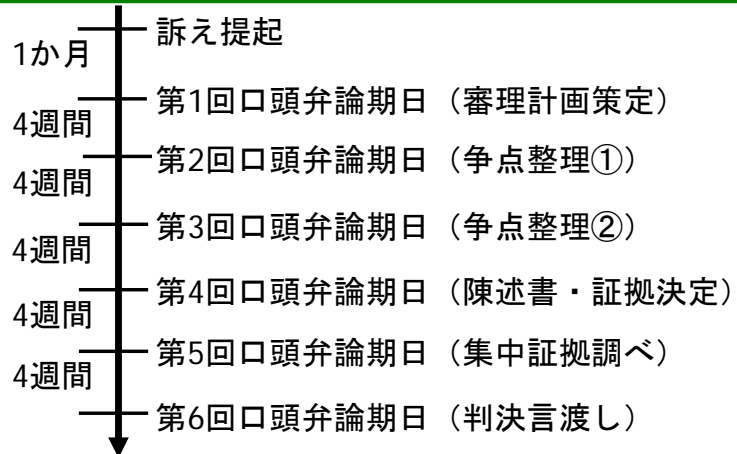 訴え提起
1か月
第1回口頭弁論期日（審理計画策定）
4週間
第2回口頭弁論期日（争点整理①）
4週間
第3回口頭弁論期日（争点整理②）
4週間
第4回口頭弁論期日（陳述書・証拠決定）
4週間
第5回口頭弁論期日（集中証拠調べ）
4週間
第6回口頭弁論期日（判決言渡し）